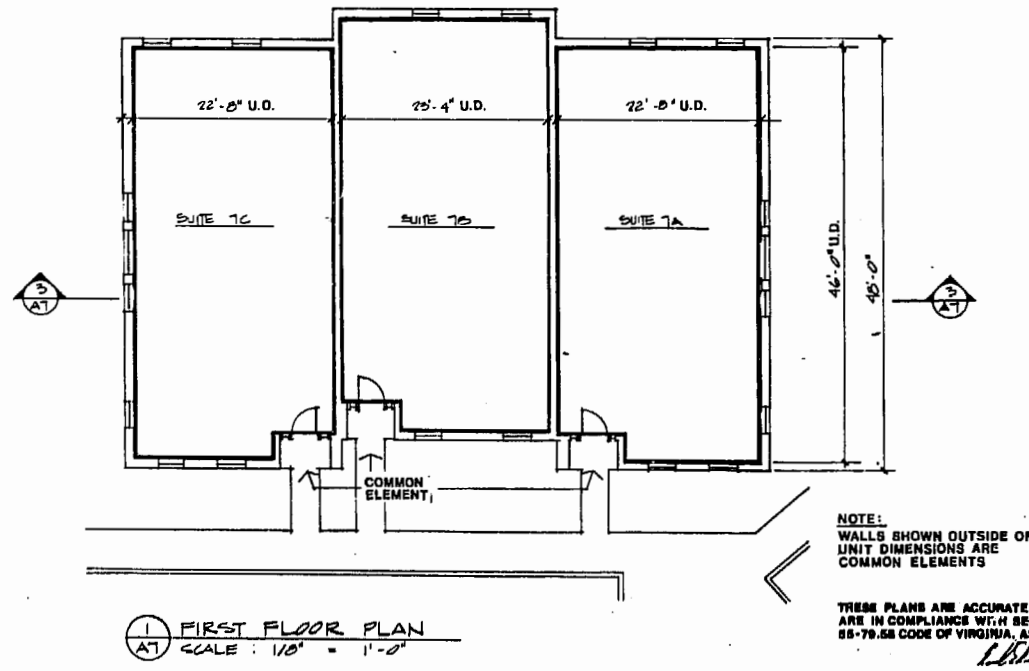 22'-8" U.D.
23'-4" U.D.
22'-8" U.D.
SUITE 7C
SUITE 7B
SUITE 7A
46'-0" U.D.
48'-0"
3
A7
3
A7
COMMON
ELEMENT
NOTE:
WALLS SHOWN OUTSIDE OF
UNIT DIMENSIONS ARE
COMMON ELEMENTS
THESE PLANS ARE ACCURATE
ARE IN COMPLIANCE WITH SE
55-79.58 CODE OF VIRGINIA, A
1
A7
FIRST FLOOR PLAN
SCALE : 1/8" = 1'-0"